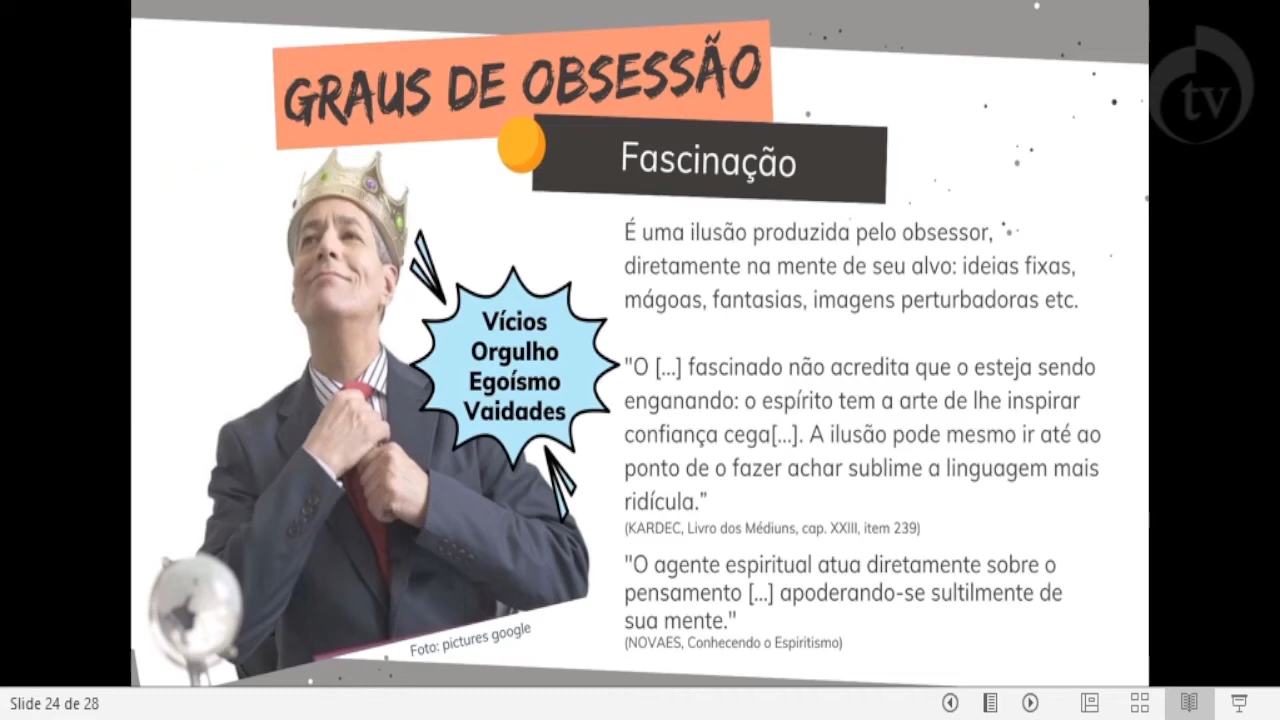 GRAUS DE OBSESSÃO
tv
Fascinação
É uma ilusão produzida pelo obsessor,
diretamente na mente de seu alvo: ideias fixas,
mágoas, fantasias, imagens perturbadoras etc.
Vícios
Orgulho
Egoísmo
Vaidades
"O [...] fascinado não acredita que o esteja sendo
enganando: o espírito tem a arte de lhe inspirar
confiança cega[...]. A ilusão pode mesmo ir até ao
ponto de o fazer achar sublime a linguagem mais
ridícula.”
(KARDEC, Livro dos Médiuns, cap. XXIII, item 239)
"O agente espiritual atua diretamente sobre o
pensamento [...] apoderando-se sultilmente de
sua mente."
(NOVAES, Conhecendo o Espiritismo)
Foto: pictures google
Slide 24 de 28